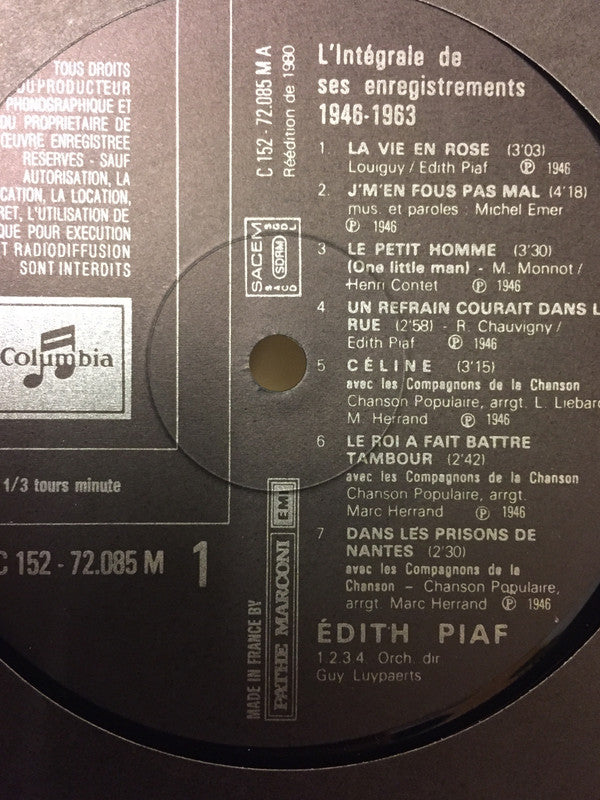 TOUS DROITS
DU PRODUCTEUR
PHONOGRAPHIQUE ET
DU PROPRIETAIRE DE
ŒUVRE ENREGISTREE
RESERVES - SAUF
AUTORISATION, LA
LA LOCATION,
L'UTILISATION DE
POUR EXECUTION
T RADIODIFFUSION
SONT INTERDITS
Columbia
1/3 tours minute
C 152 - 72.085 M 1
C 152 - 72.085 M A
Réédition de 1980
SACEM SDRM
MADE IN FRANCE BY
PATHE MARCONI EMI
L'Intégrale de
ses enregistrements
1946-1963
1. LA VIE EN ROSE (3'03)
Louiguy / Edith Piaf ℗ 1946
2. J'M'EN FOUS PAS MAL (4'18)
mus. et paroles : Michel Emer
℗ 1946
3 LE PETIT HOMME (3'30)
(One little man) - M. Monnot /
Henri Contet ℗ 1946
4 UN REFRAIN COURAIT DANS L
RUE (2'58) - R. Chauvigny /
Edith Piaf ℗ 1946
5 CÉLINE (3'15)
avec les Compagnons de la Chanson
Chanson Populaire, arrgt. L. Liebar
M. Herrand ℗ 1946
6 LE ROI A FAIT BATTRE
TAMBOUR (2'42)
avec les Compagnons de la Chanson
Chanson Populaire, arrgt.
Marc Herrand ℗ 1946
7 DANS LES PRISONS DE
NANTES (2'30)
avec les Compagnons de la
Chanson – Chanson Populaire,
arrgt. Marc Herrand ℗ 1946
ÉDITH PIAF
1 2.3 4. Orch. dir
Guy Luypaerts